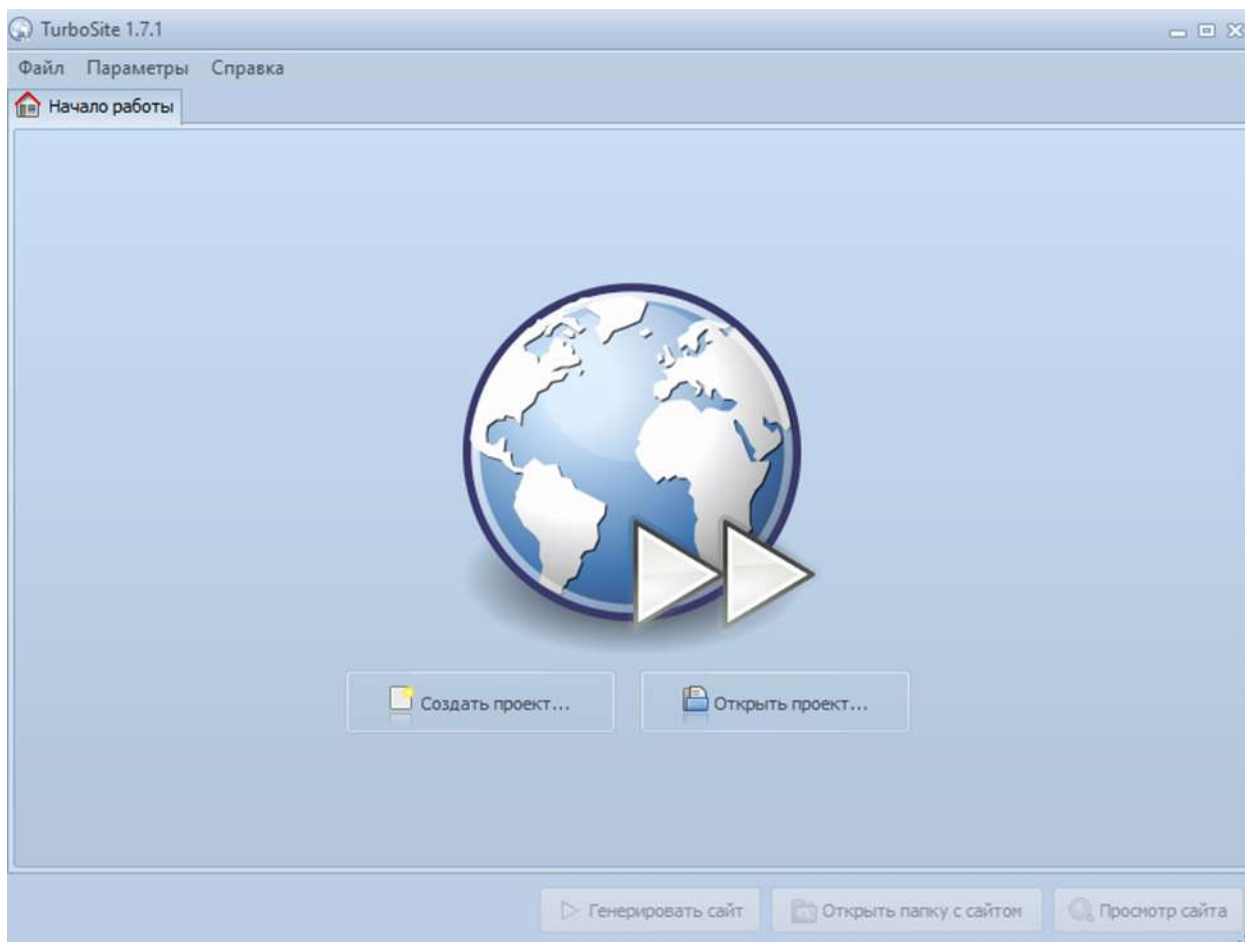 TurboSite 1.7.1
Файл Параметры Справка
Начало работы
Создать проект... Открыть проект...
Генерировать сайт Открыть папку с сайтом Просмотр сайта